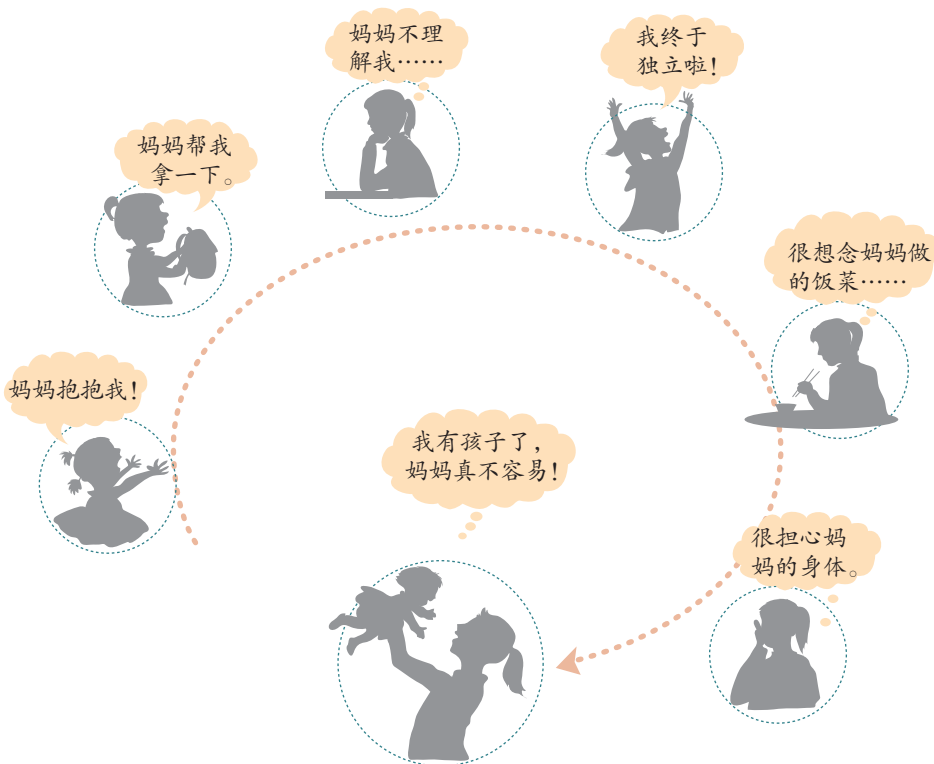 妈妈抱抱我！
妈妈帮我
拿一下。
妈妈不理
解我……
我终于
独立啦！
很想念妈妈做
的饭菜……
很担心妈
妈的身体。
我有孩子了，
妈妈真不容易！